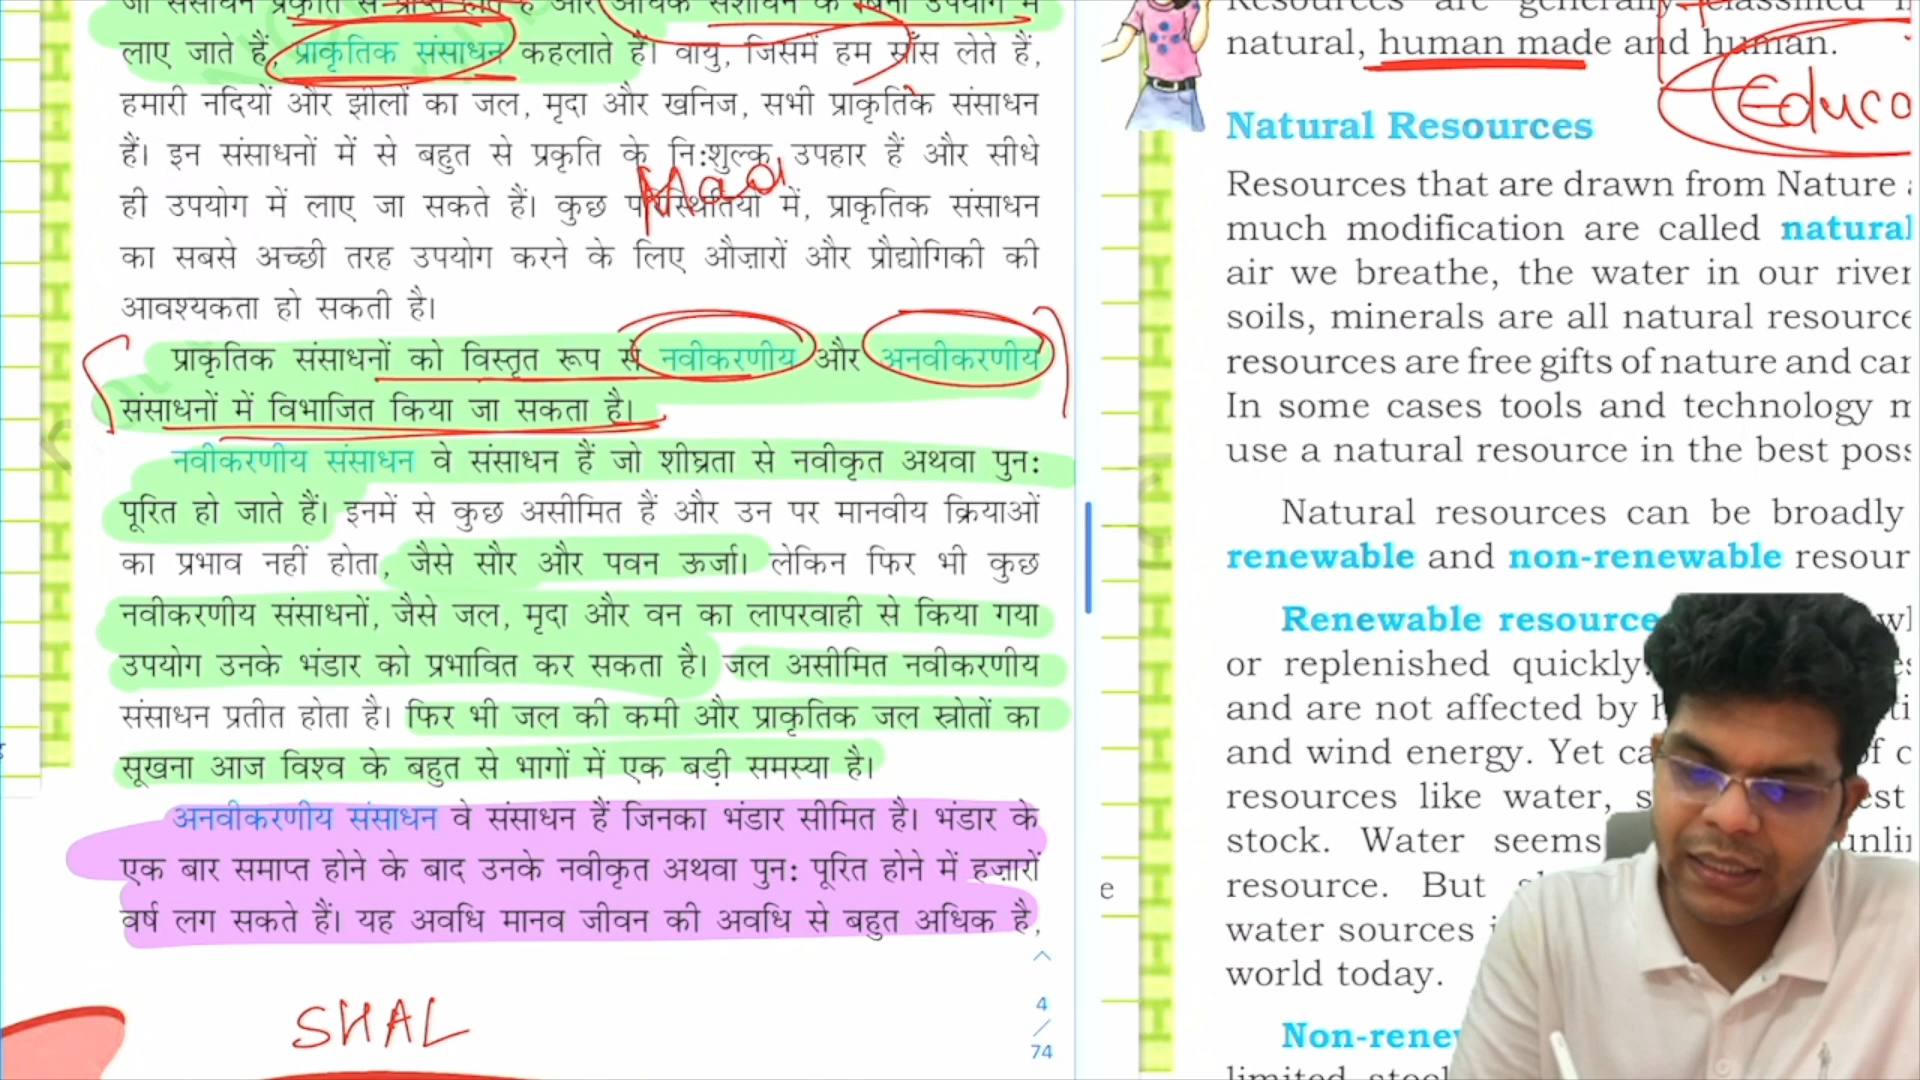 लाए जाते हैं, प्राकृतिक संसाधन कहलाते हैं। वायु, जिसमें हम साँस लेते हैं,
हमारी नदियों और झीलों का जल, मृदा और खनिज, सभी प्राकृतिक संसाधन
हैं। इन संसाधनों में से बहुत से प्रकृति के नि:शुल्क उपहार हैं और सीधे
ही उपयोग में लाए जा सकते हैं। कुछ परिस्थितियों में, प्राकृतिक संसाधन
का सबसे अच्छी तरह उपयोग करने के लिए औज़ारों और प्रौद्योगिकी की
आवश्यकता हो सकती है।
प्राकृतिक संसाधनों को विस्तृत रूप से नवीकरणीय और अनवीकरणीय
संसाधनों में विभाजित किया जा सकता है।
नवीकरणीय संसाधन वे संसाधन हैं जो शीघ्रता से नवीकृत अथवा पुन:
पूरित हो जाते हैं। इनमें से कुछ असीमित हैं और उन पर मानवीय क्रियाओं
का प्रभाव नहीं होता, जैसे सौर और पवन ऊर्जा। लेकिन फिर भी कुछ
नवीकरणीय संसाधनों, जैसे जल, मृदा और वन का लापरवाही से किया गया
उपयोग उनके भंडार को प्रभावित कर सकता है। जल असीमित नवीकरणीय
संसाधन प्रतीत होता है। फिर भी जल की कमी और प्राकृतिक जल स्त्रोतों का
सूखना आज विश्व के बहुत से भागों में एक बड़ी समस्या है।
अनवीकरणीय संसाधन वे संसाधन हैं जिनका भंडार सीमित है। भंडार के
एक बार समाप्त होने के बाद उनके नवीकृत अथवा पुन: पूरित होने में हज़ारों
वर्ष लग सकते हैं। यह अवधि मानव जीवन की अवधि से बहुत अधिक है,
SHAL
4
/
74
Resources are generally classified
natural, human made and human.
Educa
Natural Resources
Resources that are drawn from Nature
much modification are called natural
air we breathe, the water in our river
soils, minerals are all natural resource
resources are free gifts of nature and can
In some cases tools and technology m
use a natural resource in the best poss
Natural resources can be broadly
renewable and non-renewable resour
Renewable resource
or replenished quickly.
and are not affected by h
and wind energy. Yet ca
resources like water, s
stock. Water seems unli
resource. But
water sources i
world today.
Non-renew
limited stock